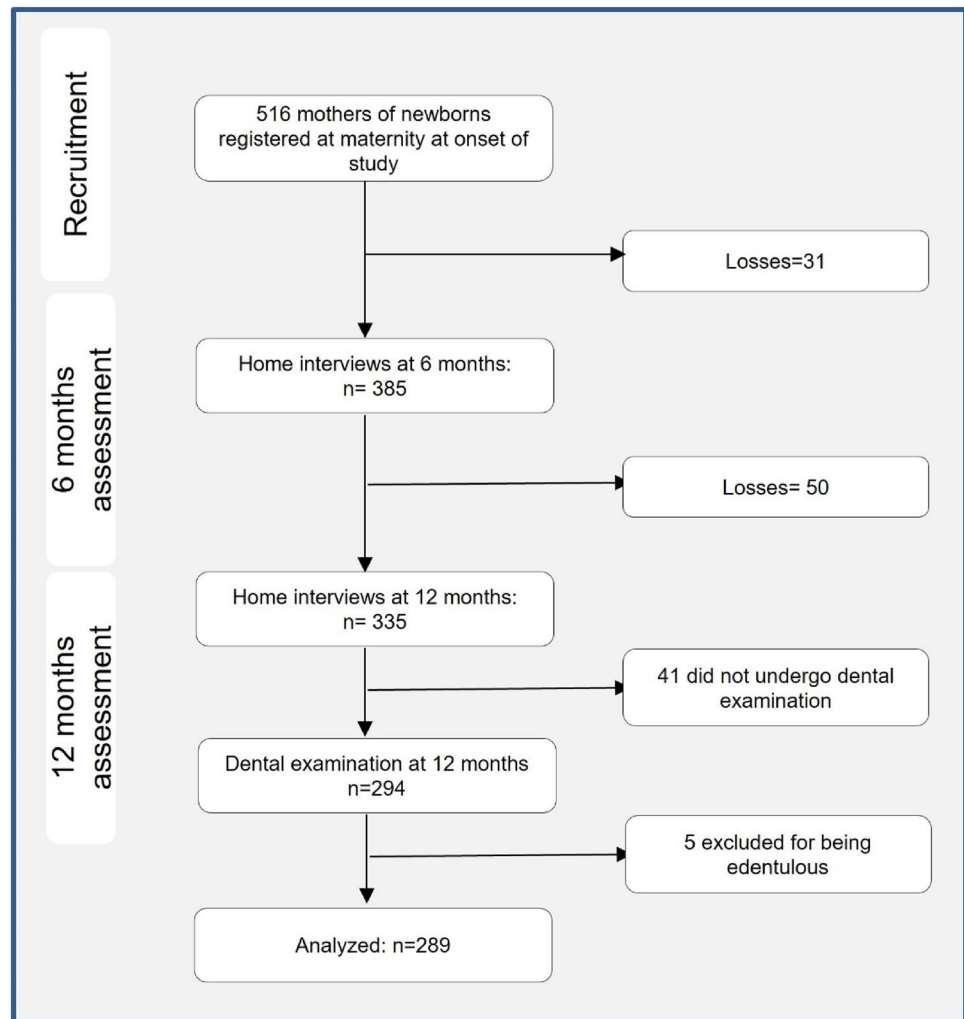 Recruitment
516 mothers of newborns
registered at maternity at onset of
study
Losses=31
6 months
assessment
Home interviews at 6 months:
n= 385
Losses= 50
12 months
assessment
Home interviews at 12 months:
n= 335
41 did not undergo dental
examination
Dental examination at 12 months
n=294
5 excluded for being
edentulous
Analyzed: n=289